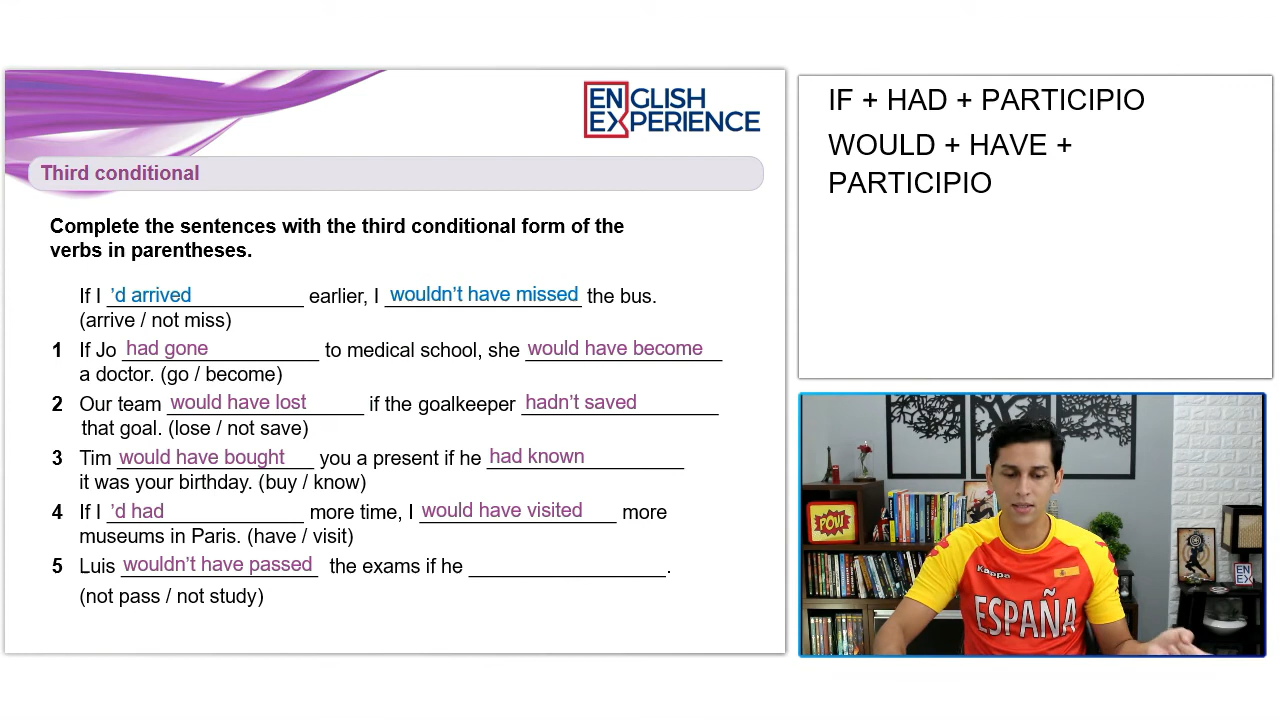 ENGLISH
EXPERIENCE
Third conditional
Complete the sentences with the third conditional form of the
verbs in parentheses.
If I 'd arrived earlier, I wouldn't have missed the bus.
(arrive / not miss)
1 If Jo had gone to medical school, she would have become
a doctor. (go / become)
2 Our team would have lost if the goalkeeper hadn't saved
that goal. (lose / not save)
3 Tim would have bought you a present if he had known
it was your birthday. (buy / know)
4 If I 'd had more time, I would have visited more
museums in Paris. (have / visit)
5 Luis wouldn't have passed the exams if he ___.
(not pass / not study)
IF + HAD + PARTICIPIO
WOULD + HAVE +
PARTICIPIO
POW
Kappa
ESPAÑA
EN
EX